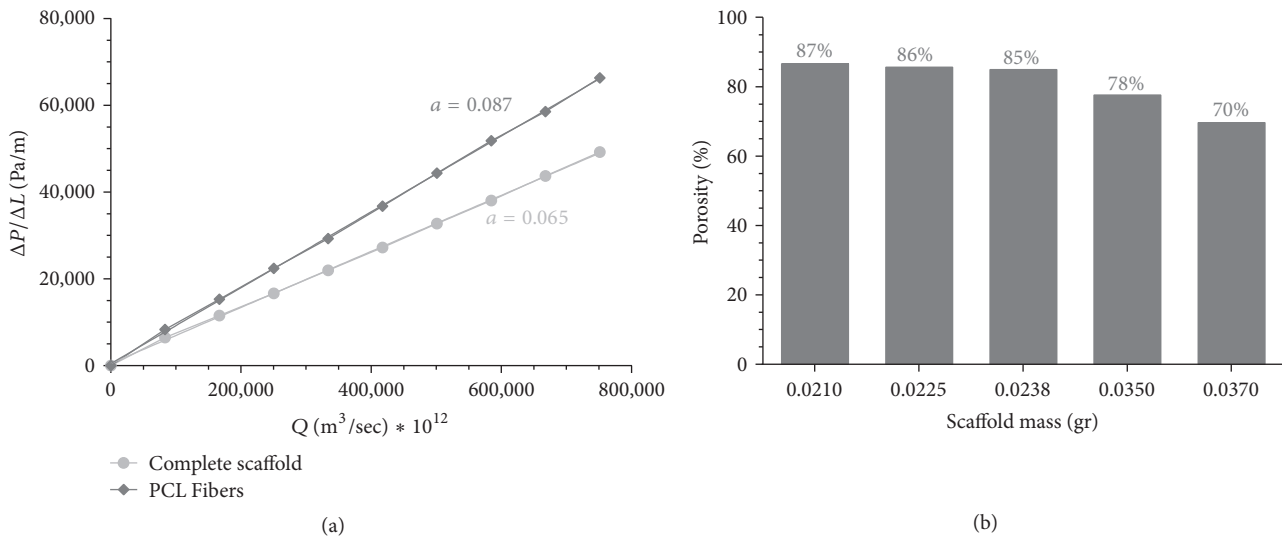 80,000
60,000
40,000
20,000
0
ΔP/ΔL (Pa/m)
a = 0.087
a = 0.065
0 200,000 400,000 600,000 800,000
Q (m³/sec) ∗ 10¹²
Complete scaffold
PCL Fibers
(a)
100
80
60
40
20
0
Porosity (%)
87% 86% 85% 78% 70%
0.0210 0.0225 0.0238 0.0350 0.0370
Scaffold mass (gr)
(b)